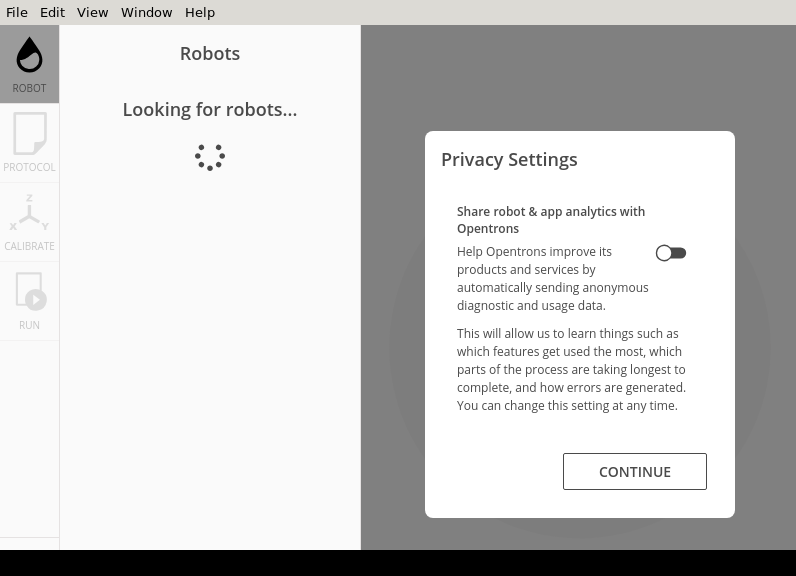 File Edit View Window Help
ROBOT
PROTOCOL
Z
X Y
CALIBRATE
RUN
Robots
Looking for robots...
Privacy Settings
Share robot & app analytics with
Opentrons
Help Opentrons improve its
products and services by
automatically sending anonymous
diagnostic and usage data.
This will allow us to learn things such as
which features get used the most, which
parts of the process are taking longest to
complete, and how errors are generated.
You can change this setting at any time.
CONTINUE